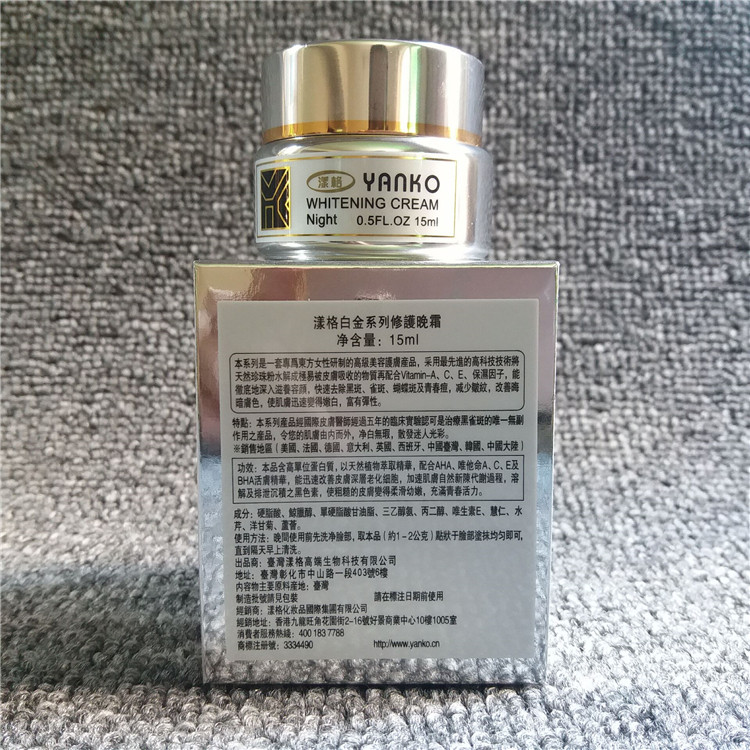 漾格 YANKO
WHITENING CREAM
Night 0.5FL.OZ 15ml
漾格白金系列修護晚霜
净含量：15ml
本系列是一套專爲東方女性研制的高級美容護膚産品，采用最先進的高科技技術將
天然珍珠粉水解成極易被皮膚吸收的物質再配合Vitamin-A、C、E、保濕因子，能
徹底地深入滋養容顔，快速去除黑斑、雀斑、蝴蝶斑及青春痘，减少皺紋，改善晦
暗膚色，使肌膚迅速變得嫩白，富有彈性。
特點：本系列產品經國際皮膚醫師經過五年的臨床實驗認可是治療黑雀斑的唯一無副
作用之產品，令您的肌膚由内而外，净白無瑕，散發迷人光彩。
※銷售地區（美國、法國、德國、意大利、英國、西班牙、中國臺灣、韓國、中國大陸）
功效：本品含高單位蛋白質，以天然植物萃取精華，配合AHA、唯他命A、C、E及
BHA活膚精華，能迅速改善皮膚深層老化細胞，加速肌膚自然新陳代謝過程，溶
解及排泄沉積之黑色素，使粗糙的皮膚變得柔滑幼嫩，充滿青春活力。
成分：硬脂酸、鯨臘醇、單硬脂酸甘油脂、三乙醇氨、丙二醇、唯生素E、薏仁、水
芹、洋甘菊、蘆薈。
使用方法：晚間使用前先洗净臉部，取本品（約1－2公克）點狀于臉部塗抹均匀即可，
直到隔天早上清洗。
出品商：臺灣漾格高端生物科技有限公司
地址：臺灣彰化市中山路一段403號6樓
内容物主要原料産地：臺灣
制造批號請見包裝 請在標注日期前使用
經銷商：漾格化妝品國際集團有限公司
經銷地址：香港九龍旺角花園街2-16號好景商業中心10樓1005室
消費者服務熱綫：400 183 7788
商標注册號：3334490 http://www.yanko.cn